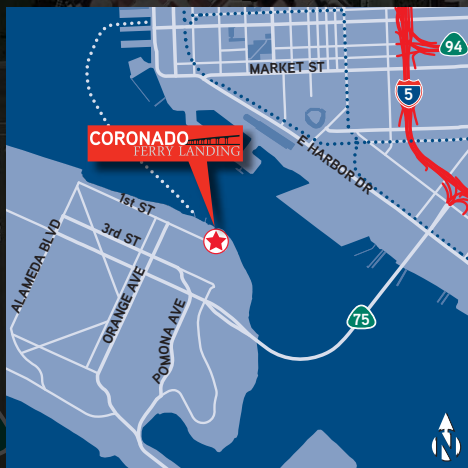 94
MARKET ST
5
CORONADO
FERRY LANDING
E HARBOR DR
1st ST
3rd ST
ALAMEDA BLVD
ORANGE AVE
POMONA AVE
75
N